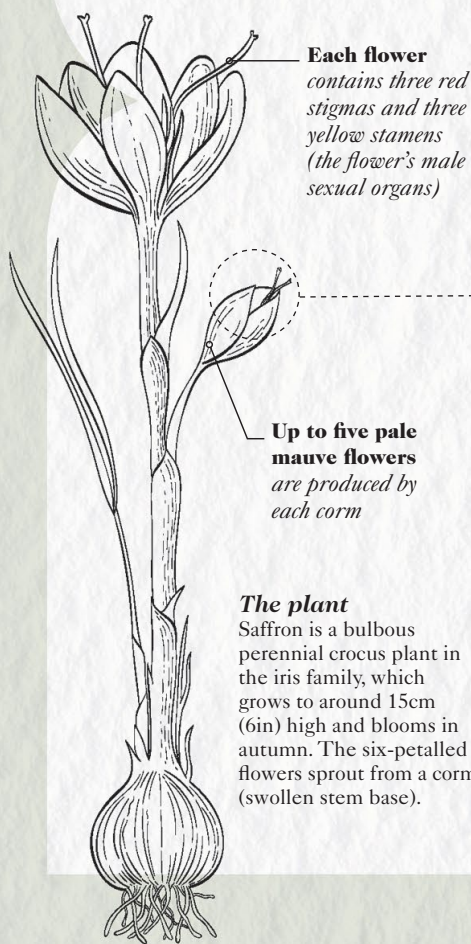 Each flower
contains three red
stigmas and three
yellow stamens
(the flower’s male
sexual organs)
Up to five pale
mauve flowers
are produced by
each corm
The plant
Saffron is a bulbous
perennial crocus plant in
the iris family, which
grows to around 15cm
(6in) high and blooms in
autumn. The six-petalled
flowers sprout from a corm
(swollen stem base).